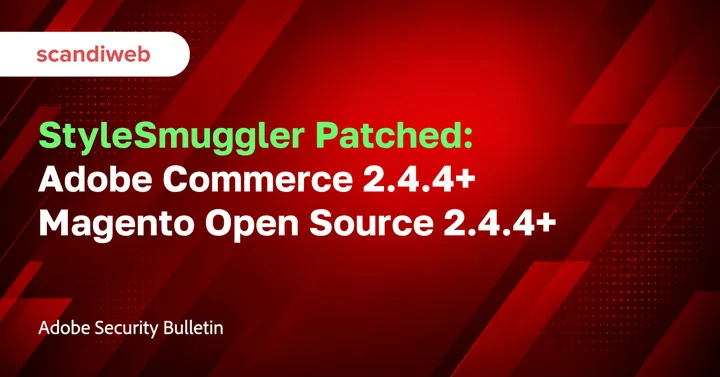 scandiweb
StyleSmuggler Patched:
Adobe Commerce 2.4.4+
Magento Open Source 2.4.4+
Adobe Security Bulletin